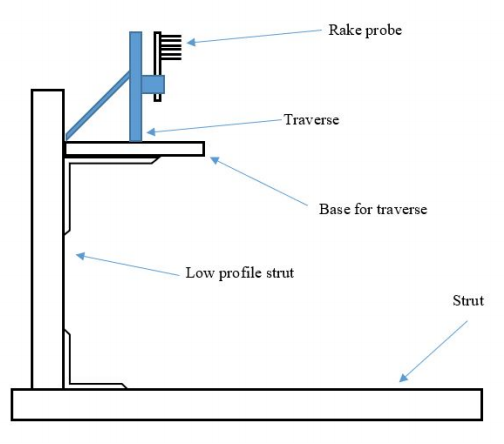 Rake probe
Traverse
Base for traverse
Low profile strut
Strut